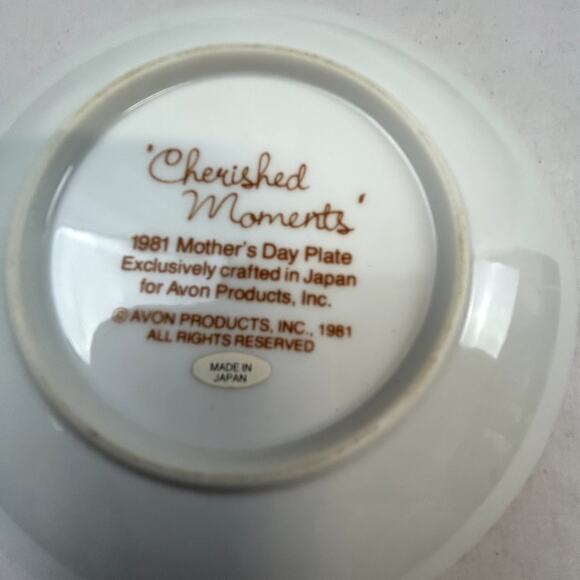 'Cherished
Moments'
1981 Mother's Day Plate
Exclusively crafted in Japan
for Avon Products, Inc.
© AVON PRODUCTS, INC., 1981
ALL RIGHTS RESERVED
MADE IN
JAPAN